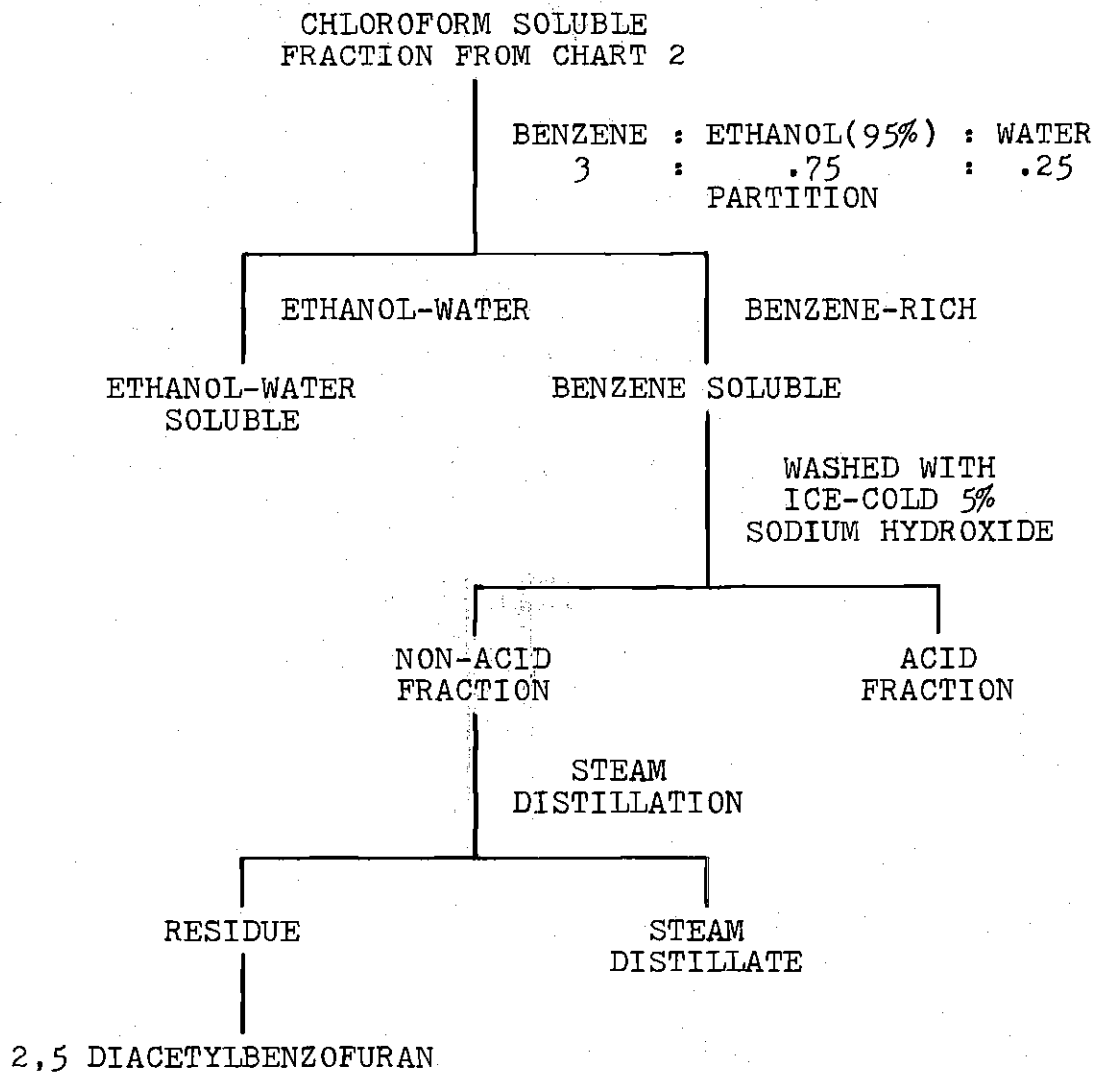 CHLOROFORM SOLUBLE
FRACTION FROM CHART 2
BENZENE : ETHANOL(95%) : WATER
3 : .75 : .25
PARTITION
ETHANOL-WATER
BENZENE-RICH
ETHANOL-WATER
SOLUBLE
BENZENE SOLUBLE
WASHED WITH
ICE-COLD 5%
SODIUM HYDROXIDE
NON-ACID
FRACTION
ACID
FRACTION
STEAM
DISTILLATION
RESIDUE
STEAM
DISTILLATE
2,5 DIACETYLBENZOFURAN